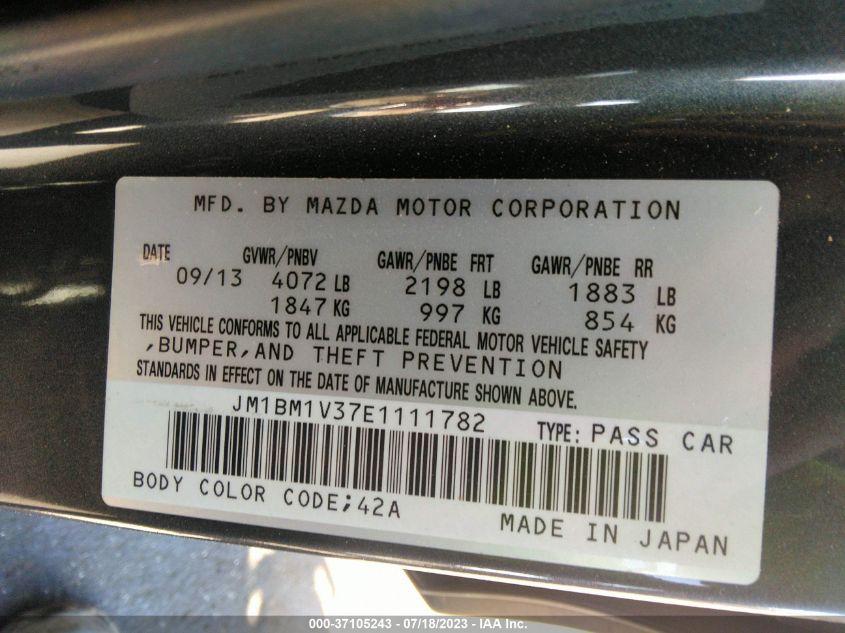 MFD. BY MAZDA MOTOR CORPORATION
DATE GVWR/PNBV GAWR/PNBE FRT GAWR/PNBE RR
09/13 4072 LB 2198 LB 1883 LB
1847 KG 997 KG 854 KG
THIS VEHICLE CONFORMS TO ALL APPLICABLE FEDERAL MOTOR VEHICLE SAFETY
,BUMPER,AND THEFT PREVENTION
STANDARDS IN EFFECT ON THE DATE OF MANUFACTURE SHOWN ABOVE.
JM1BM1V37E1111782 TYPE: PASS CAR
BODY COLOR CODE;42A
MADE IN JAPAN
000-37105243 - 07/18/2023 - IAA Inc.